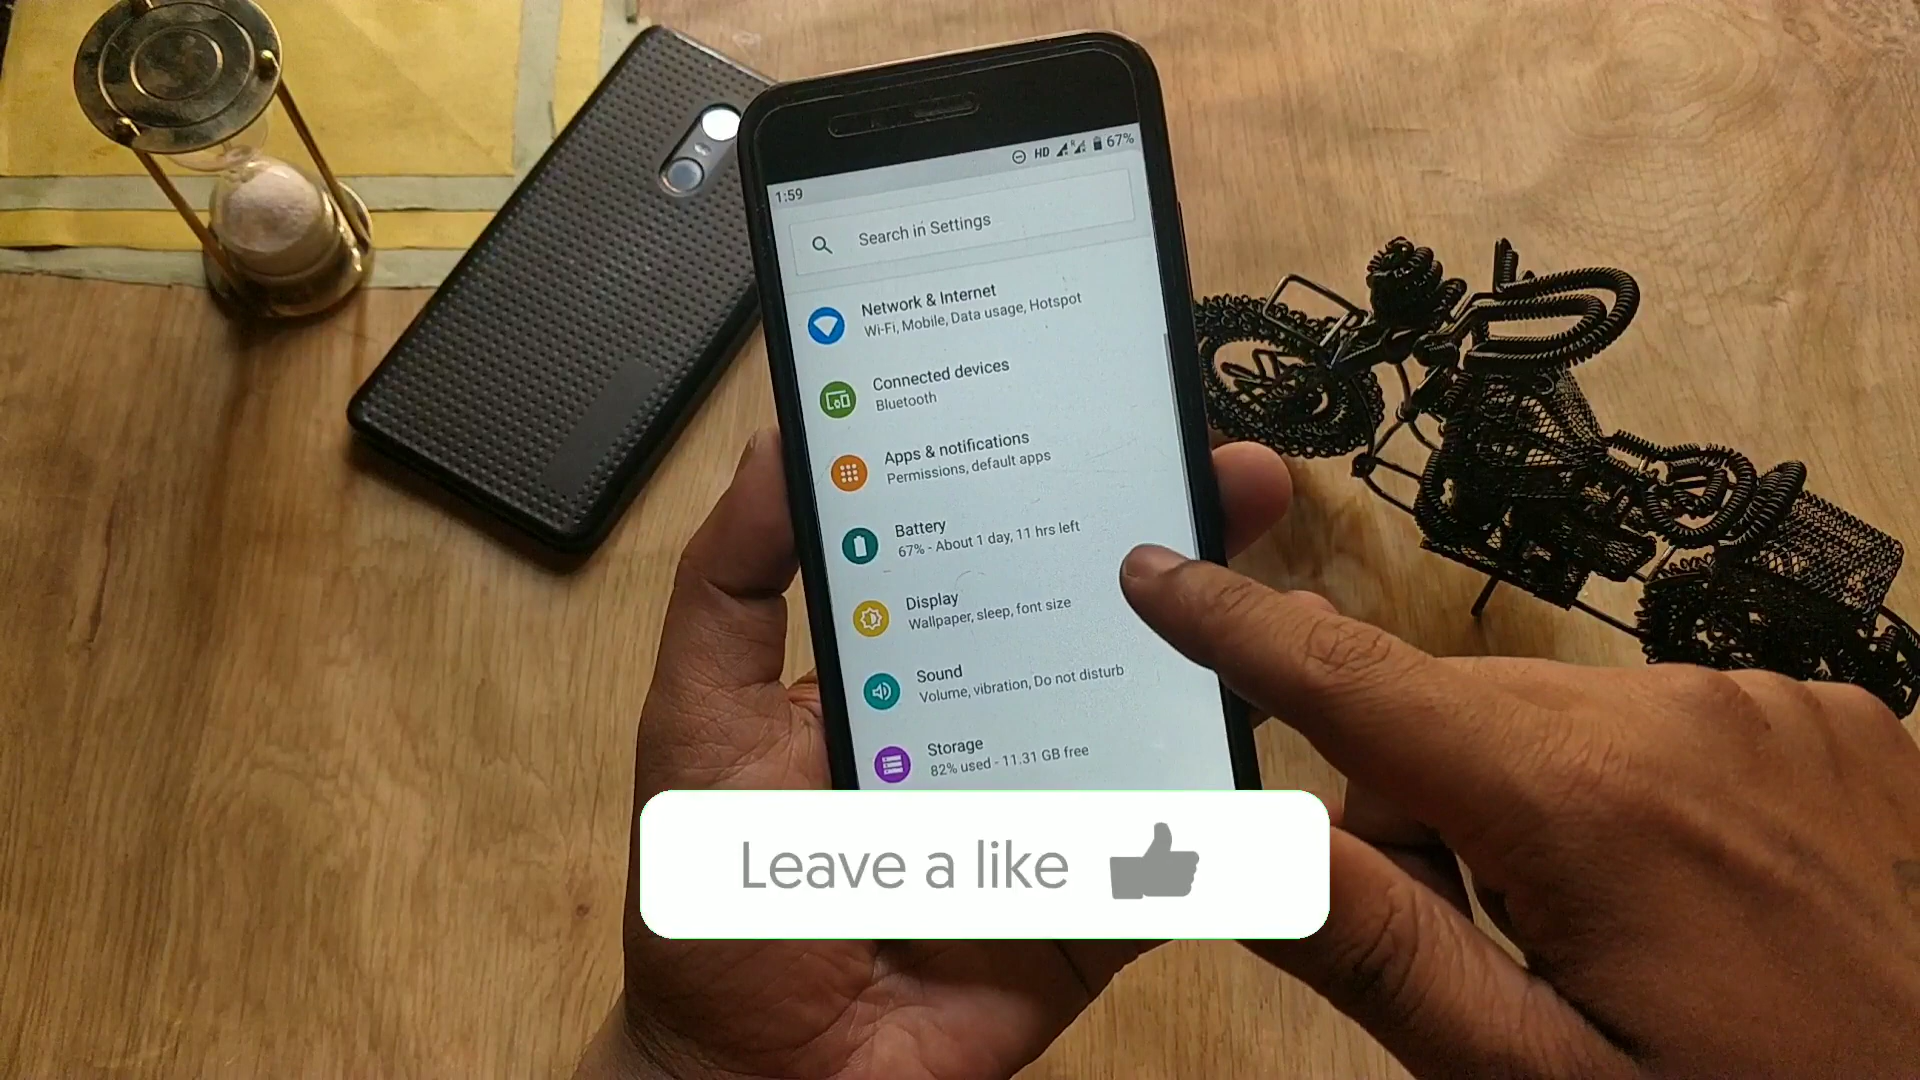 HD 67%
1:59
Search in Settings
Network & Internet
Wi-Fi, Mobile, Data usage, Hotspot
Connected devices
Bluetooth
Apps & notifications
Permissions, default apps
Battery
67% - About 1 day, 11 hrs left
Display
Wallpaper, sleep, font size
Sound
Volume, vibration, Do not disturb
Storage
82% used - 11.31 GB free
Leave a like